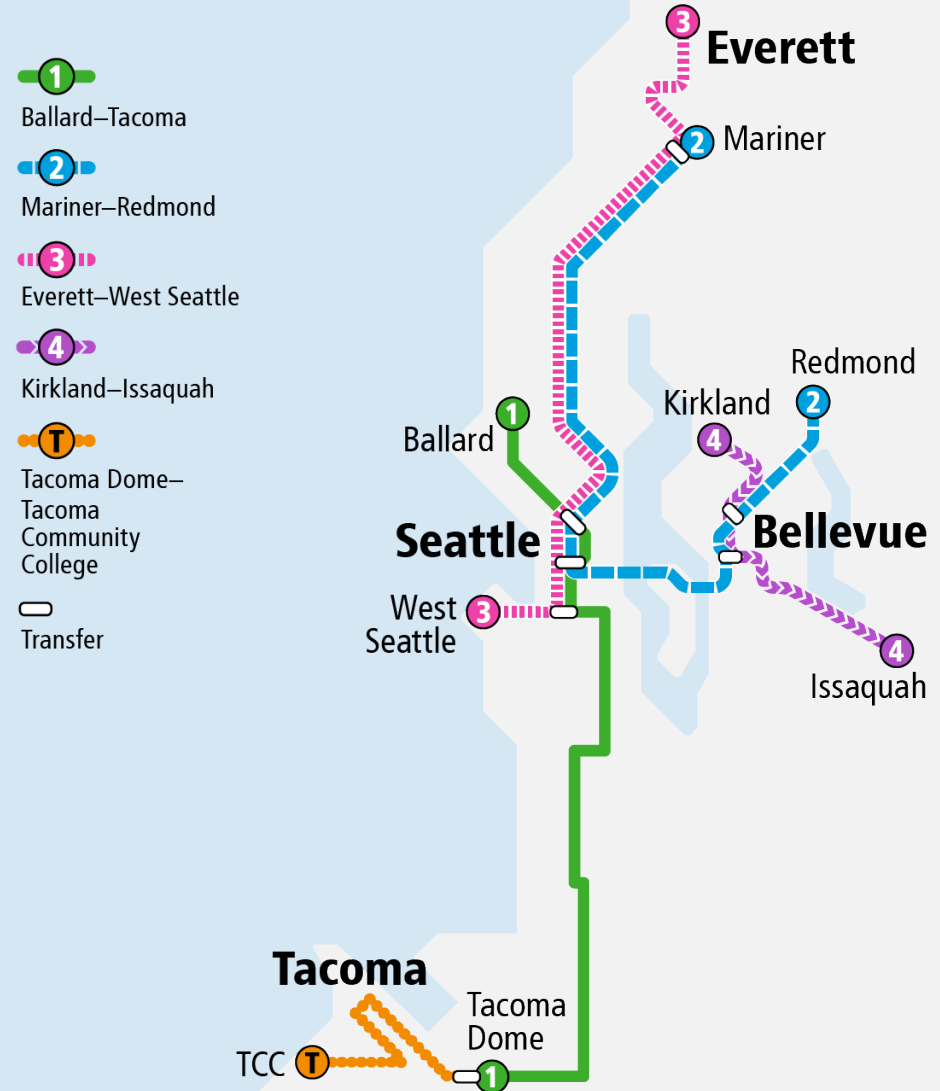 1
Ballard–Tacoma
2
Mariner–Redmond
3
Everett–West Seattle
4
Kirkland–Issaquah
T
Tacoma Dome–
Tacoma
Community
College
Transfer
3
Everett
2
Mariner
Redmond
2
Kirkland
4
1
Ballard
Seattle
Bellevue
West
Seattle
3
4
Issaquah
Tacoma
Tacoma
Dome
TCC
T
1